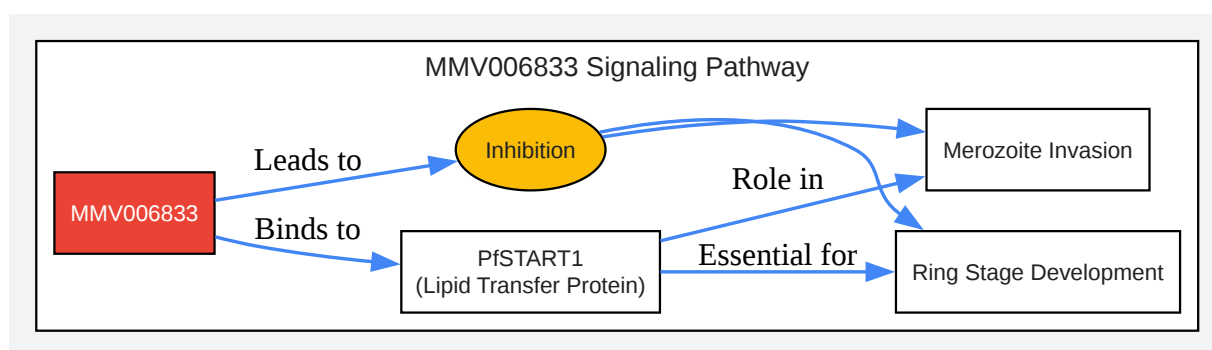 MMV006833 Signaling Pathway
MMV006833
Leads to
Binds to
Inhibition
PfSTART1
(Lipid Transfer Protein)
Role in
Essential for
Merozoite Invasion
Ring Stage Development